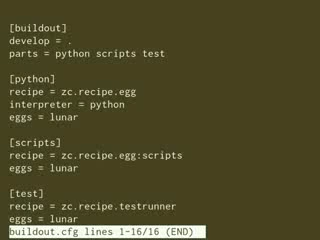 [buildout]
develop = .
parts = python scripts test
[python]
recipe = zc.recipe.egg
interpreter = python
eggs = lunar
[scripts]
recipe = zc.recipe.egg:scripts
eggs = lunar
[test]
recipe = zc.recipe.testrunner
eggs = lunar
buildout.cfg lines 1-16/16 (END)